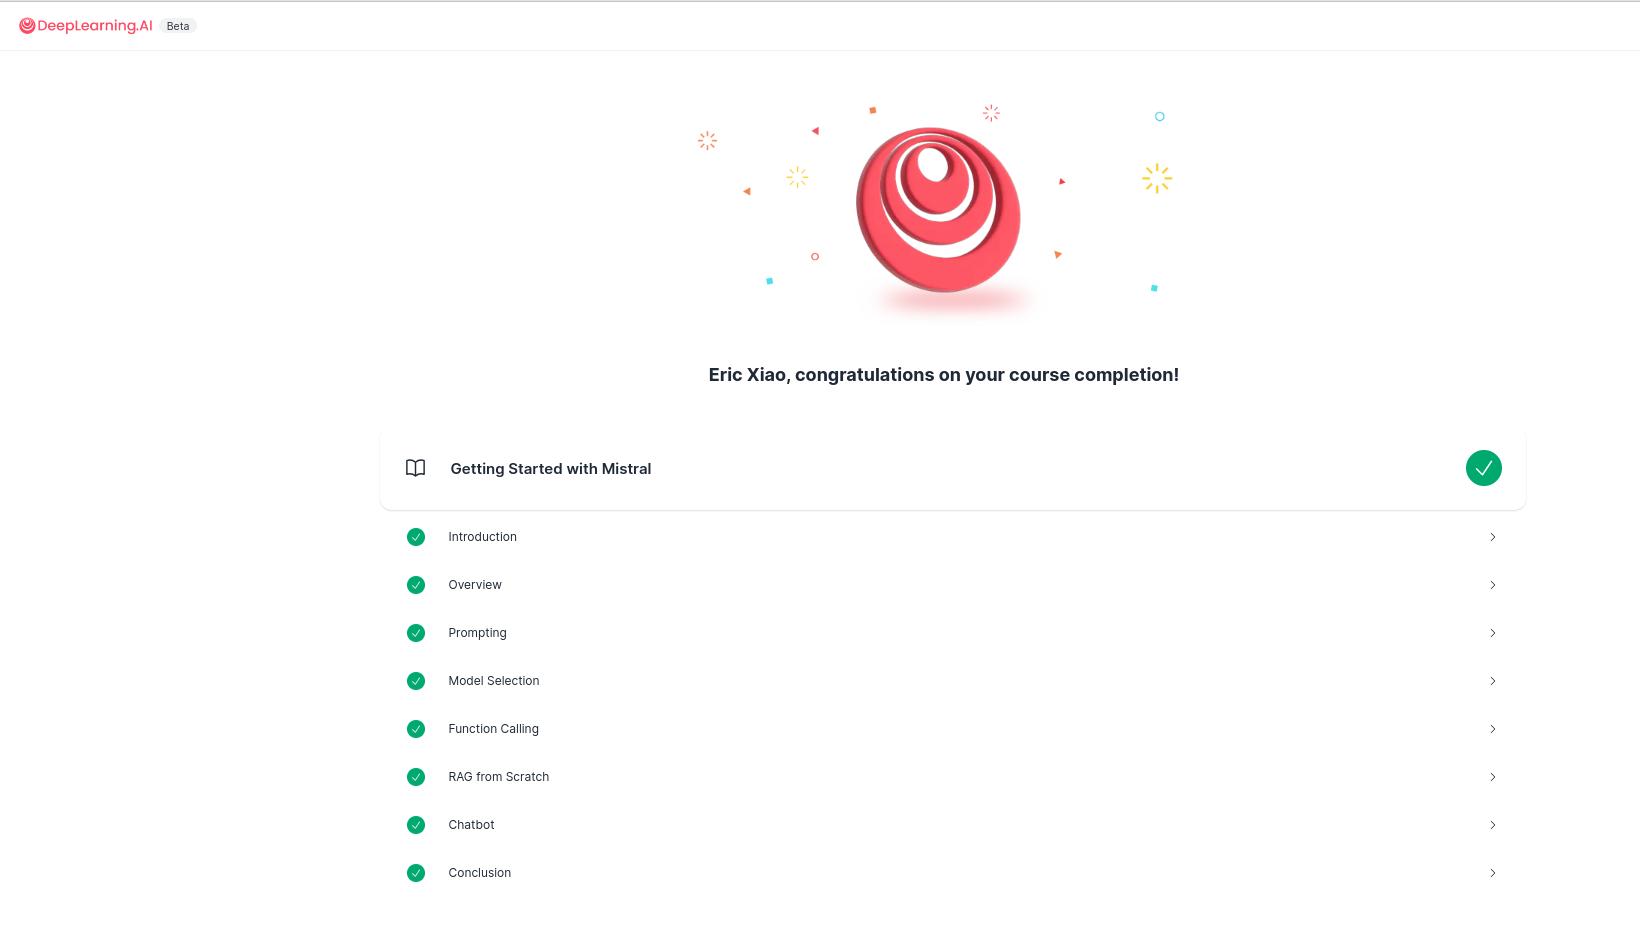 DeepLearning.AI Beta
Eric Xiao, congratulations on your course completion!
Getting Started with Mistral
Introduction
Overview
Prompting
Model Selection
Function Calling
RAG from Scratch
Chatbot
Conclusion